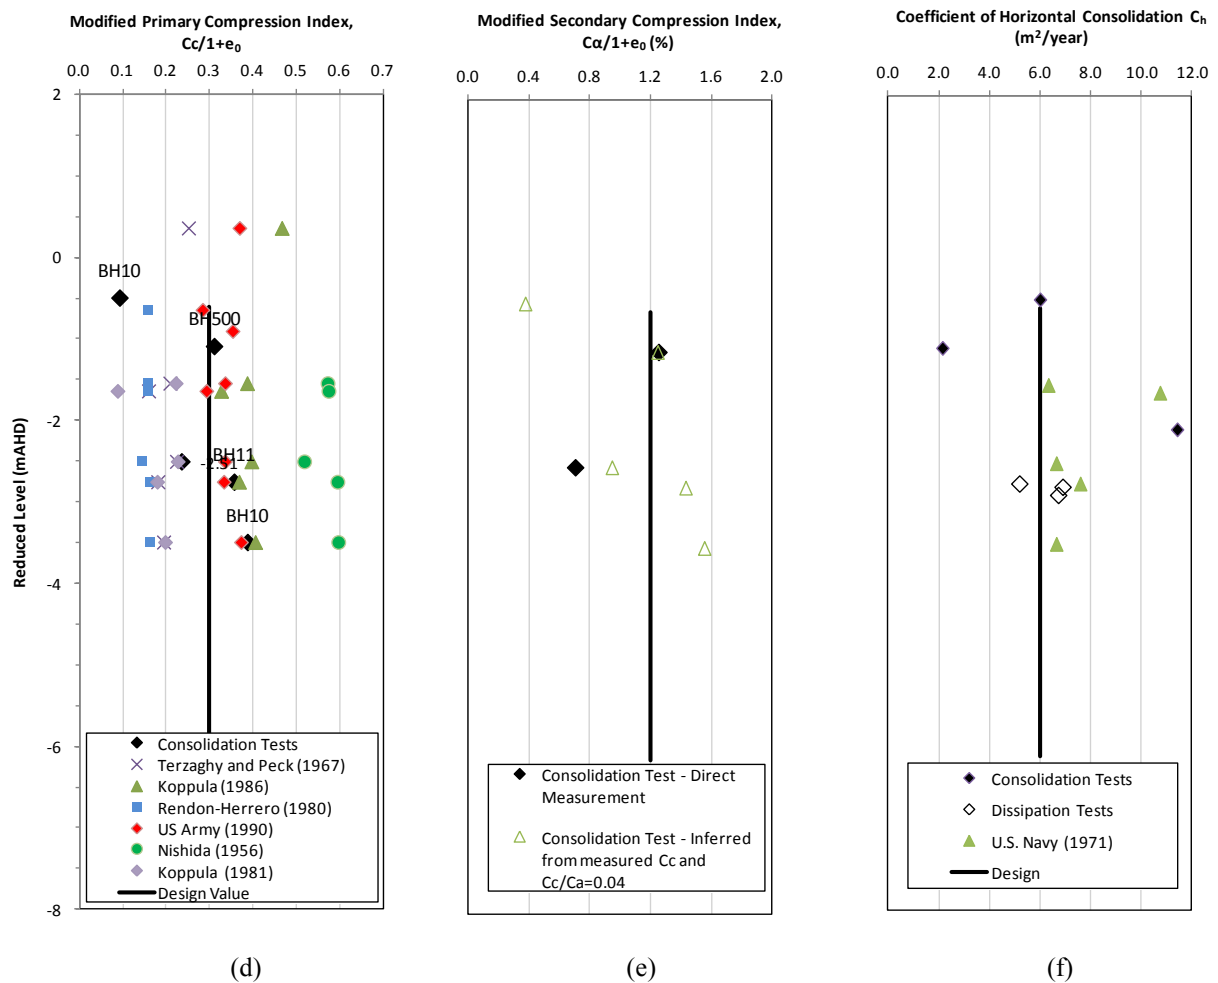 Modified Primary Compression Index,
Cc/1+e₀
0.0 0.1 0.2 0.3 0.4 0.5 0.6 0.7
Reduced Level (mAHD)
2
0
-2
-4
-6
-8
BH10
BH500
BH11
-2.51
BH10
Consolidation Tests
Terzaghy and Peck (1967)
Koppula (1986)
Rendon-Herrero (1980)
US Army (1990)
Nishida (1956)
Koppula (1981)
Design Value
(d)
Modified Secondary Compression Index,
Cα/1+e₀ (%)
0.0 0.4 0.8 1.2 1.6 2.0
Consolidation Test - Direct
Measurement
Consolidation Test - Inferred
from measured Cc and
Cc/Ca=0.04
(e)
Coefficient of Horizontal Consolidation Cₕ
(m²/year)
0.0 2.0 4.0 6.0 8.0 10.0 12.0
Consolidation Tests
Dissipation Tests
U.S. Navy (1971)
Design
(f)